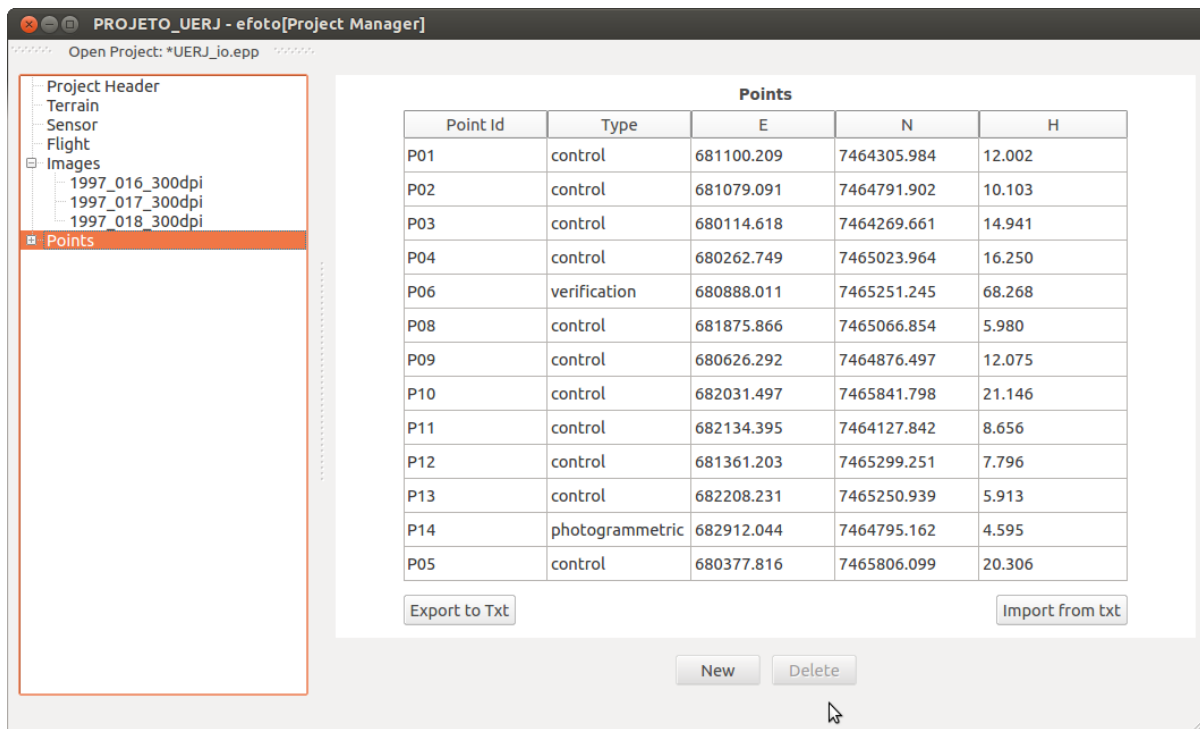 PROJETO_UERJ - efoto[Project Manager]
Open Project: *UERJ_io.epp
Project Header
Terrain
Sensor
Flight
Images
1997_016_300dpi
1997_017_300dpi
1997_018_300dpi
Points
Points
Point Id Type E N H
P01 control 681100.209 7464305.984 12.002
P02 control 681079.091 7464791.902 10.103
P03 control 680114.618 7464269.661 14.941
P04 control 680262.749 7465023.964 16.250
P06 verification 680888.011 7465251.245 68.268
P08 control 681875.866 7465066.854 5.980
P09 control 680626.292 7464876.497 12.075
P10 control 682031.497 7465841.798 21.146
P11 control 682134.395 7464127.842 8.656
P12 control 681361.203 7465299.251 7.796
P13 control 682208.231 7465250.939 5.913
P14 photogrammetric 682912.044 7464795.162 4.595
P05 control 680377.816 7465806.099 20.306
Export to Txt Import from txt
New Delete